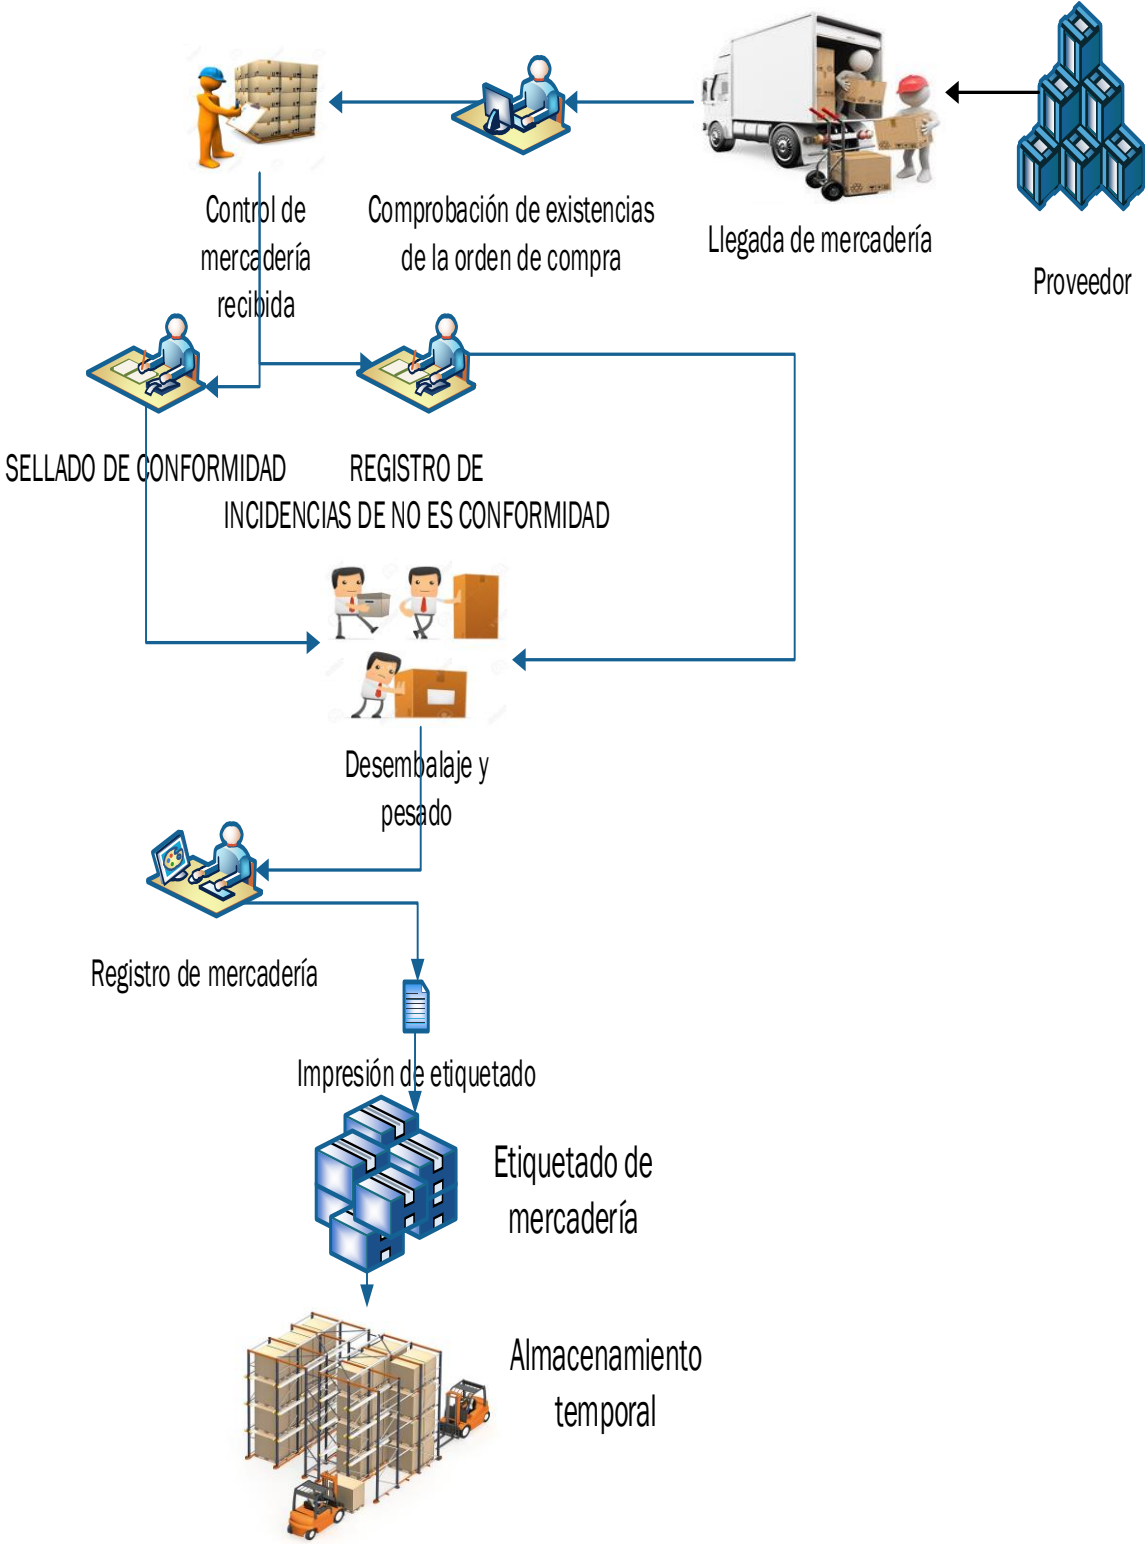 Control de
mercadería
recibida
Comprobación de existencias
de la orden de compra
Llegada de mercadería
Proveedor
SELLADO DE CONFORMIDAD
REGISTRO DE
INCIDENCIAS DE NO ES CONFORMIDAD
Desembalaje y
pesado
Registro de mercadería
Impresión de etiquetado
Etiquetado de
mercadería
Almacenamiento
temporal